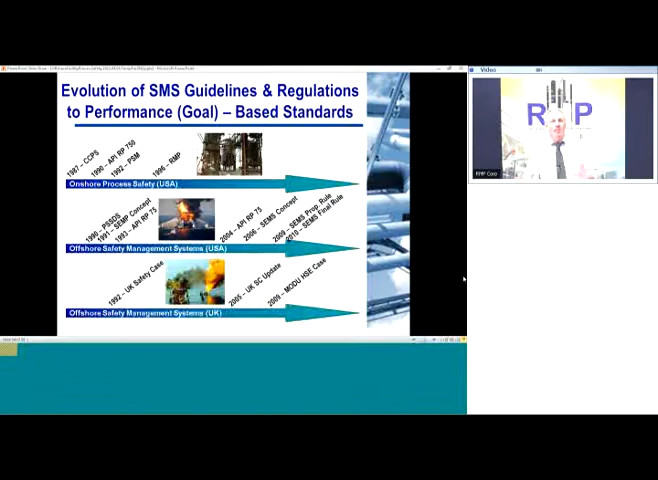 Video
Evolution of SMS Guidelines & Regulations
to Performance (Goal) – Based Standards
1987 – CCPS
1990 – API RP 750
1992 – PSM
1996 – RMP
Onshore Process Safety (USA)
1991 – SEMP Concept
1993 – API RP 75
2004 – API RP 75
2006 – SEMS Concept
2009 – SEMS Prop. Rule
2010 – SEMS Final Rule
Offshore Safety Management Systems (USA)
1992 – UK Safety Case
2005 – UK SC Update
2009 – MODU HSE Case
Offshore Safety Management Systems (UK)
RMP Corp